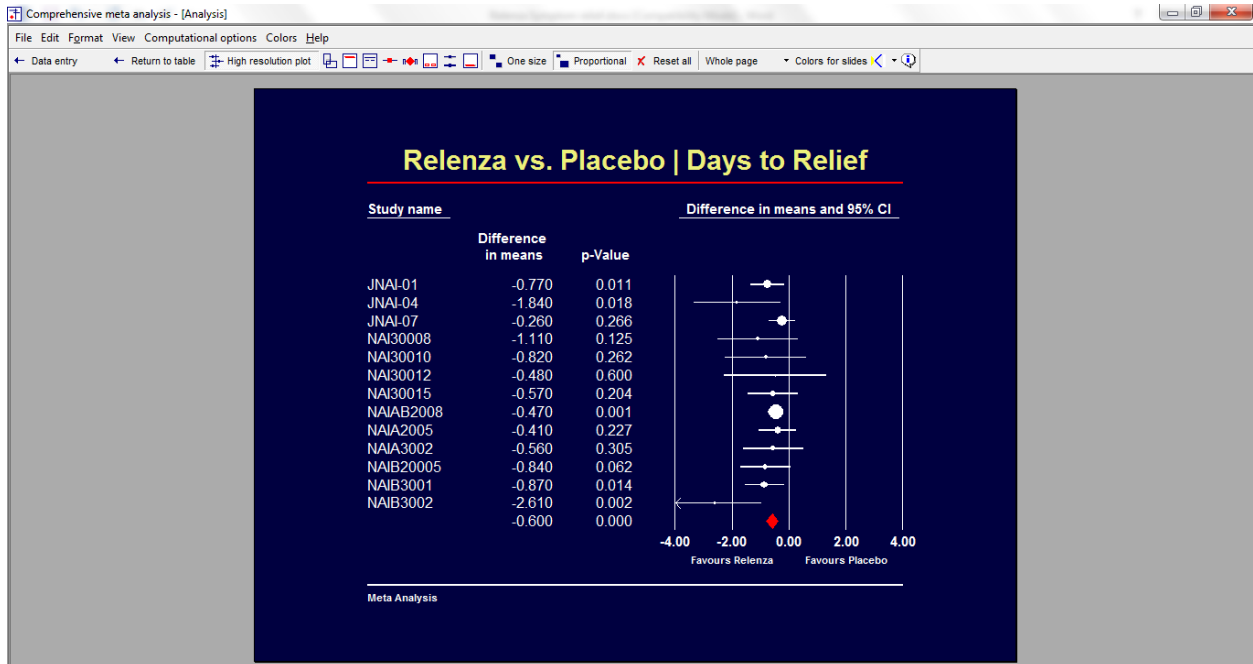 Comprehensive meta analysis - [Analysis]
File Edit Format View Computational options Colors Help
← Data entry ← Return to table High resolution plot One size Proportional Reset all Whole page Colors for slides
Relenza vs. Placebo | Days to Relief
Study name Difference in means and 95% CI
Difference
in means p-Value
JNAI-01 -0.770 0.011
JNAI-04 -1.840 0.018
JNAI-07 -0.260 0.266
NAI30008 -1.110 0.125
NAI30010 -0.820 0.262
NAI30012 -0.480 0.600
NAI30015 -0.570 0.204
NAIAB2008 -0.470 0.001
NAIA2005 -0.410 0.227
NAIA3002 -0.560 0.305
NAIB20005 -0.840 0.062
NAIB3001 -0.870 0.014
NAIB3002 -2.610 0.002
-0.600 0.000
-4.00 -2.00 0.00 2.00 4.00
Favours Relenza Favours Placebo
Meta Analysis